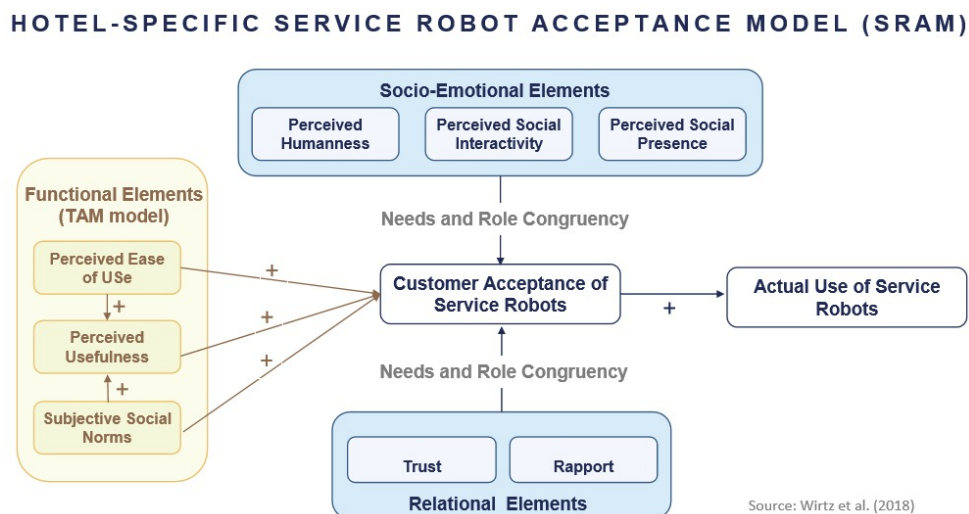 HOTEL-SPECIFIC SERVICE ROBOT ACCEPTANCE MODEL (SRAM)
Socio-Emotional Elements
Perceived
Humanness
Perceived Social
Interactivity
Perceived Social
Presence
Functional Elements
(TAM model)
Perceived Ease
of USe
+
Perceived
Usefulness
+
Subjective Social
Norms
+
+
+
Needs and Role Congruency
Customer Acceptance of
Service Robots
+
Actual Use of Service
Robots
Needs and Role Congruency
Trust
Rapport
Relational Elements
Source: Wirtz et al. (2018)